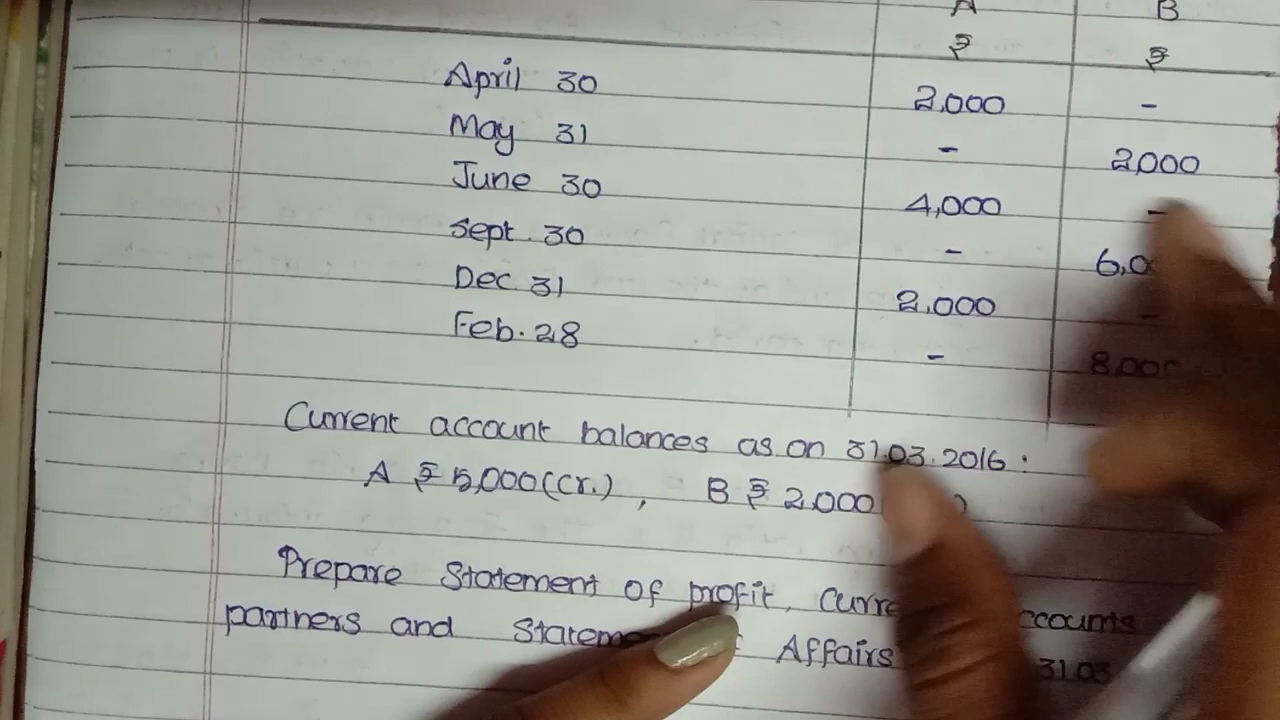 A B
₹ ₹
April 30 2,000 -
May 31 - 2,000
June 30 4,000 -
Sept. 30 -
Dec. 31 2,000 -
Feb. 28 -
Current account balances as on 31.03.2016:
A ₹ 5,000 (Cr.), B ₹ 2,000
Prepare Statement of profit,
partners and Affairs 31.03